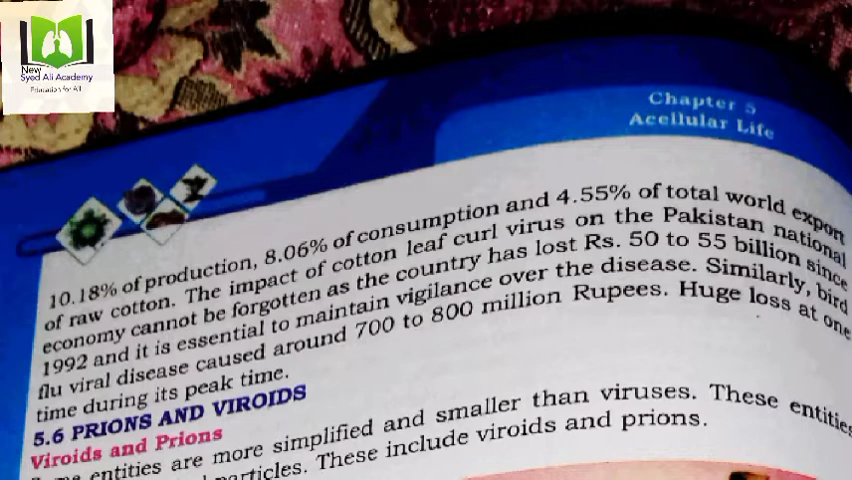 New
Syed Ali Academy
Education for All
Chapter 5
Acellular Life
10.18% of production, 8.06% of consumption and 4.55% of total world export
of raw cotton. The impact of cotton leaf curl virus on the Pakistan national
economy cannot be forgotten as the country has lost Rs. 50 to 55 billion since
1992 and it is essential to maintain vigilance over the disease. Similarly, bird
flu viral disease caused around 700 to 800 million Rupees. Huge loss at one
time during its peak time.
5.6 PRIONS AND VIROIDS
Viroids and Prions
entities are more simplified and smaller than viruses. These entities
particles. These include viroids and prions.